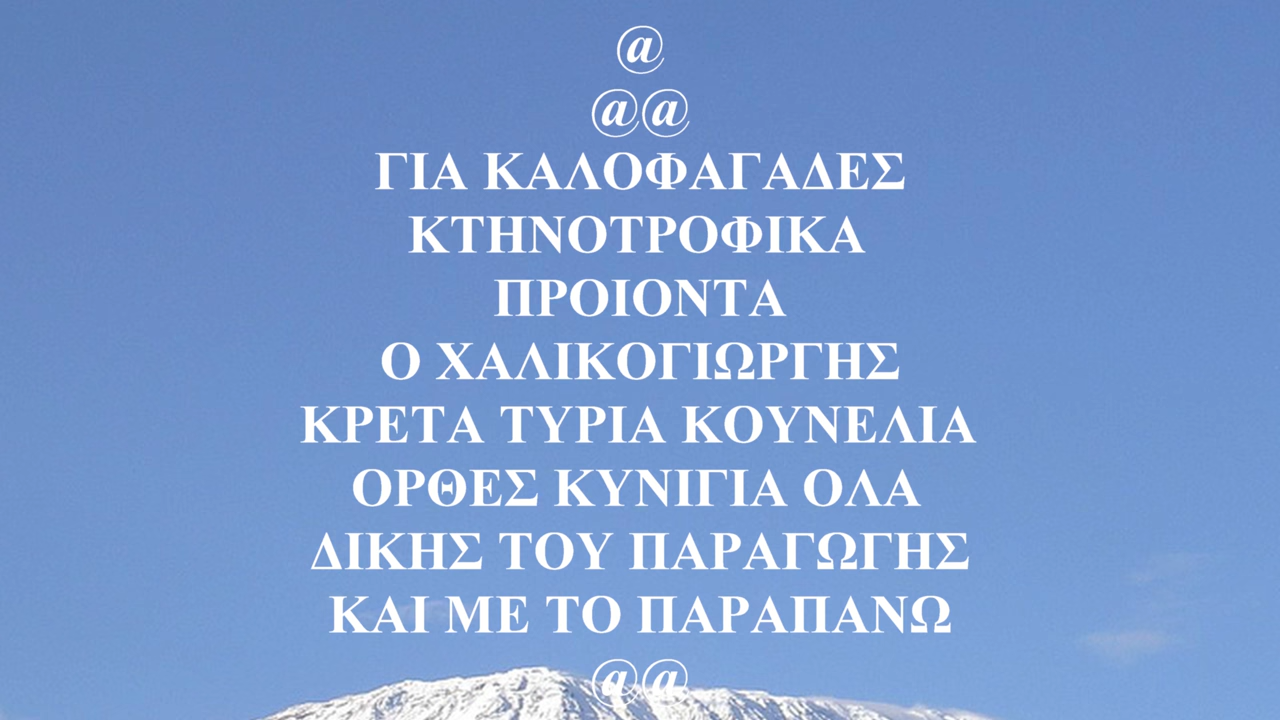 @
@@
ΓΙΑ ΚΑΛΟΦΑΓΑΔΕΣ
ΚΤΗΝΟΤΡΟΦΙΚΑ
ΠΡΟΙΟΝΤΑ
Ο ΧΑΛΙΚΟΓΙΩΡΓΗΣ
ΚΡΕΤΑ ΤΥΡΙΑ ΚΟΥΝΕΛΙΑ
ΟΡΘΕΣ ΚΥΝΙΓΙΑ ΟΛΑ
ΔΙΚΗΣ ΤΟΥ ΠΑΡΑΓΩΓΗΣ
ΚΑΙ ΜΕ ΤΟ ΠΑΡΑΠΑΝΩ
@@